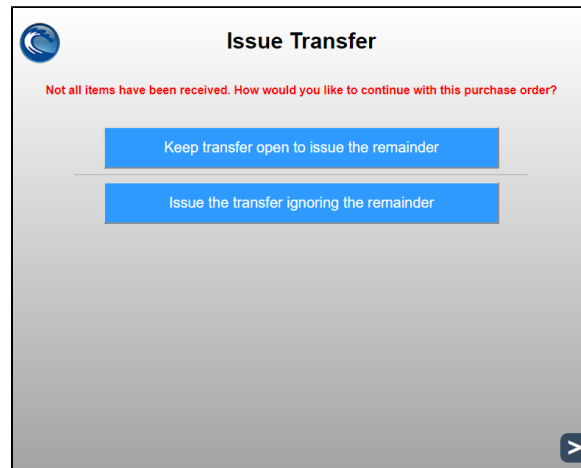 Issue Transfer
Not all items have been received. How would you like to continue with this purchase order?
Keep transfer open to issue the remainder
Issue the transfer ignoring the remainder
>